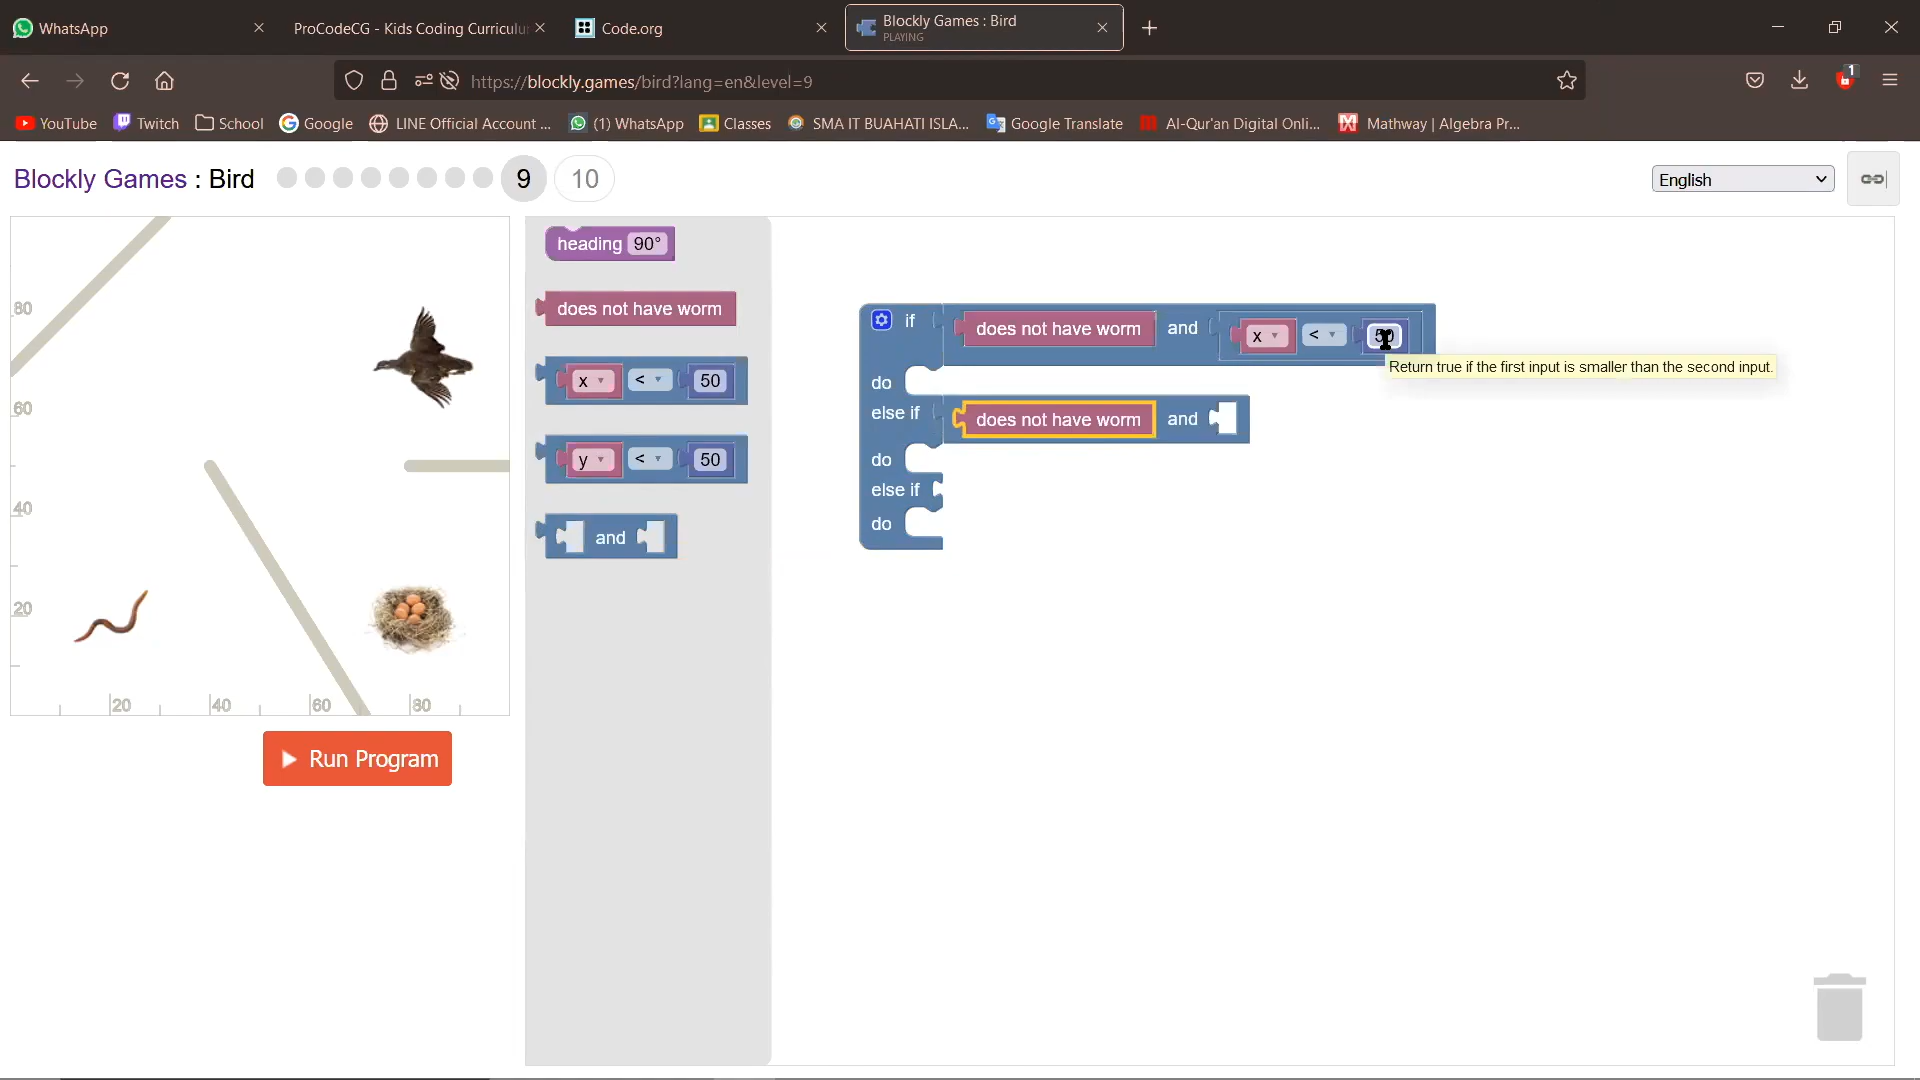 WhatsApp
ProCodeCG - Kids Coding Curriculu
Code.org
Blockly Games : Bird
PLAYING
https://blockly.games/bird?lang=en&level=9
1
YouTube
Twitch
School
Google
LINE Official Account ...
(1) WhatsApp
Classes
SMA IT BUAHATI ISLA...
Google Translate
Al-Qur'an Digital Onli...
Mathway | Algebra Pr...
Blockly Games : Bird
9
10
English
80
60
40
20
20
40
60
80
Run Program
heading 90°
does not have worm
x < 50
y < 50
and
if does not have worm and x < 50
Return true if the first input is smaller than the second input.
do
else if does not have worm and
do
else if
do